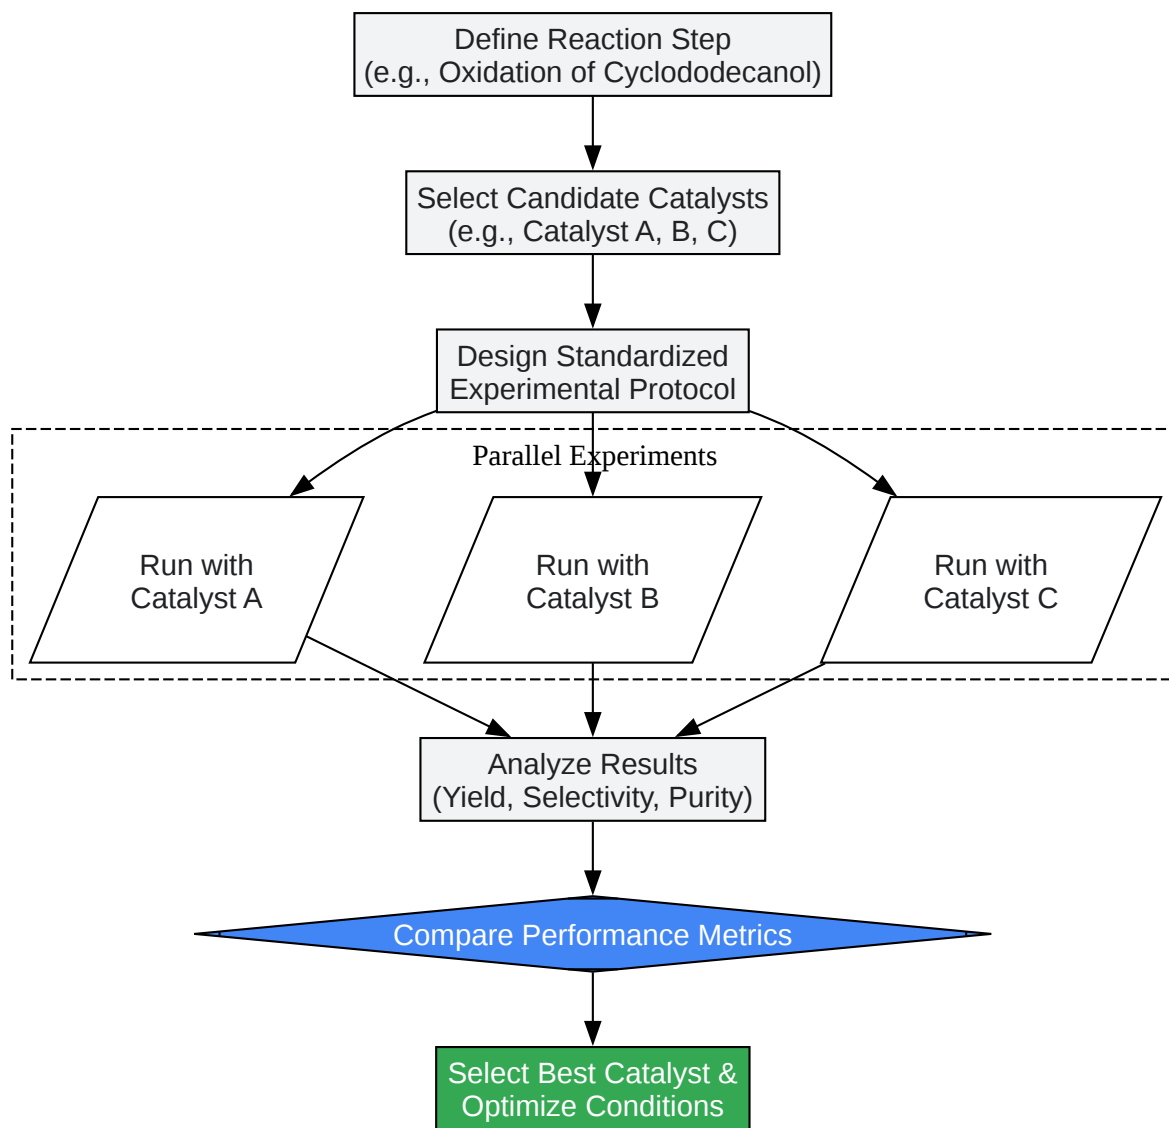 Define Reaction Step
(e.g., Oxidation of Cyclododecanol)
Select Candidate Catalysts
(e.g., Catalyst A, B, C)
Design Standardized
Experimental Protocol
Parallel Experiments
Run with
Catalyst A
Run with
Catalyst B
Run with
Catalyst C
Analyze Results
(Yield, Selectivity, Purity)
Compare Performance Metrics
Select Best Catalyst &
Optimize Conditions